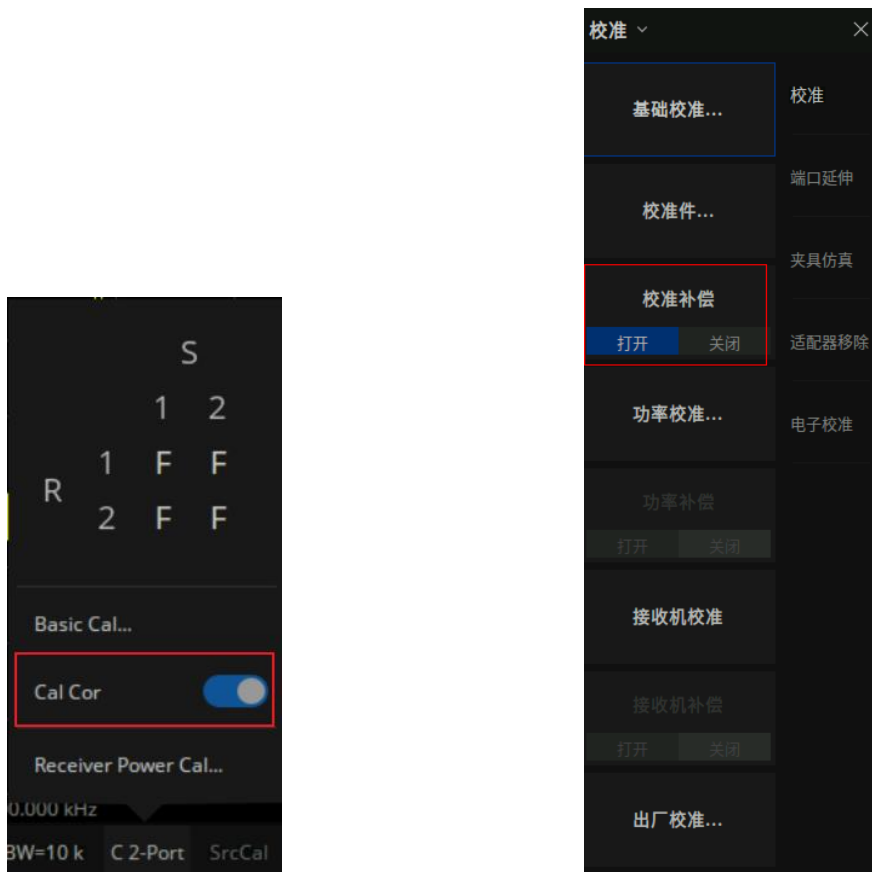 S
1 2
R 1 F F
2 F F
Basic Cal...
Cal Cor
Receiver Power Cal...
0.000 kHz
BW=10 k C 2-Port SrcCal
校准
基础校准...
校准件...
校准补偿
打开 关闭
功率校准...
功率补偿
打开 关闭
接收机校准
接收机补偿
打开 关闭
出厂校准...
校准
端口延伸
夹具仿真
适配器移除
电子校准